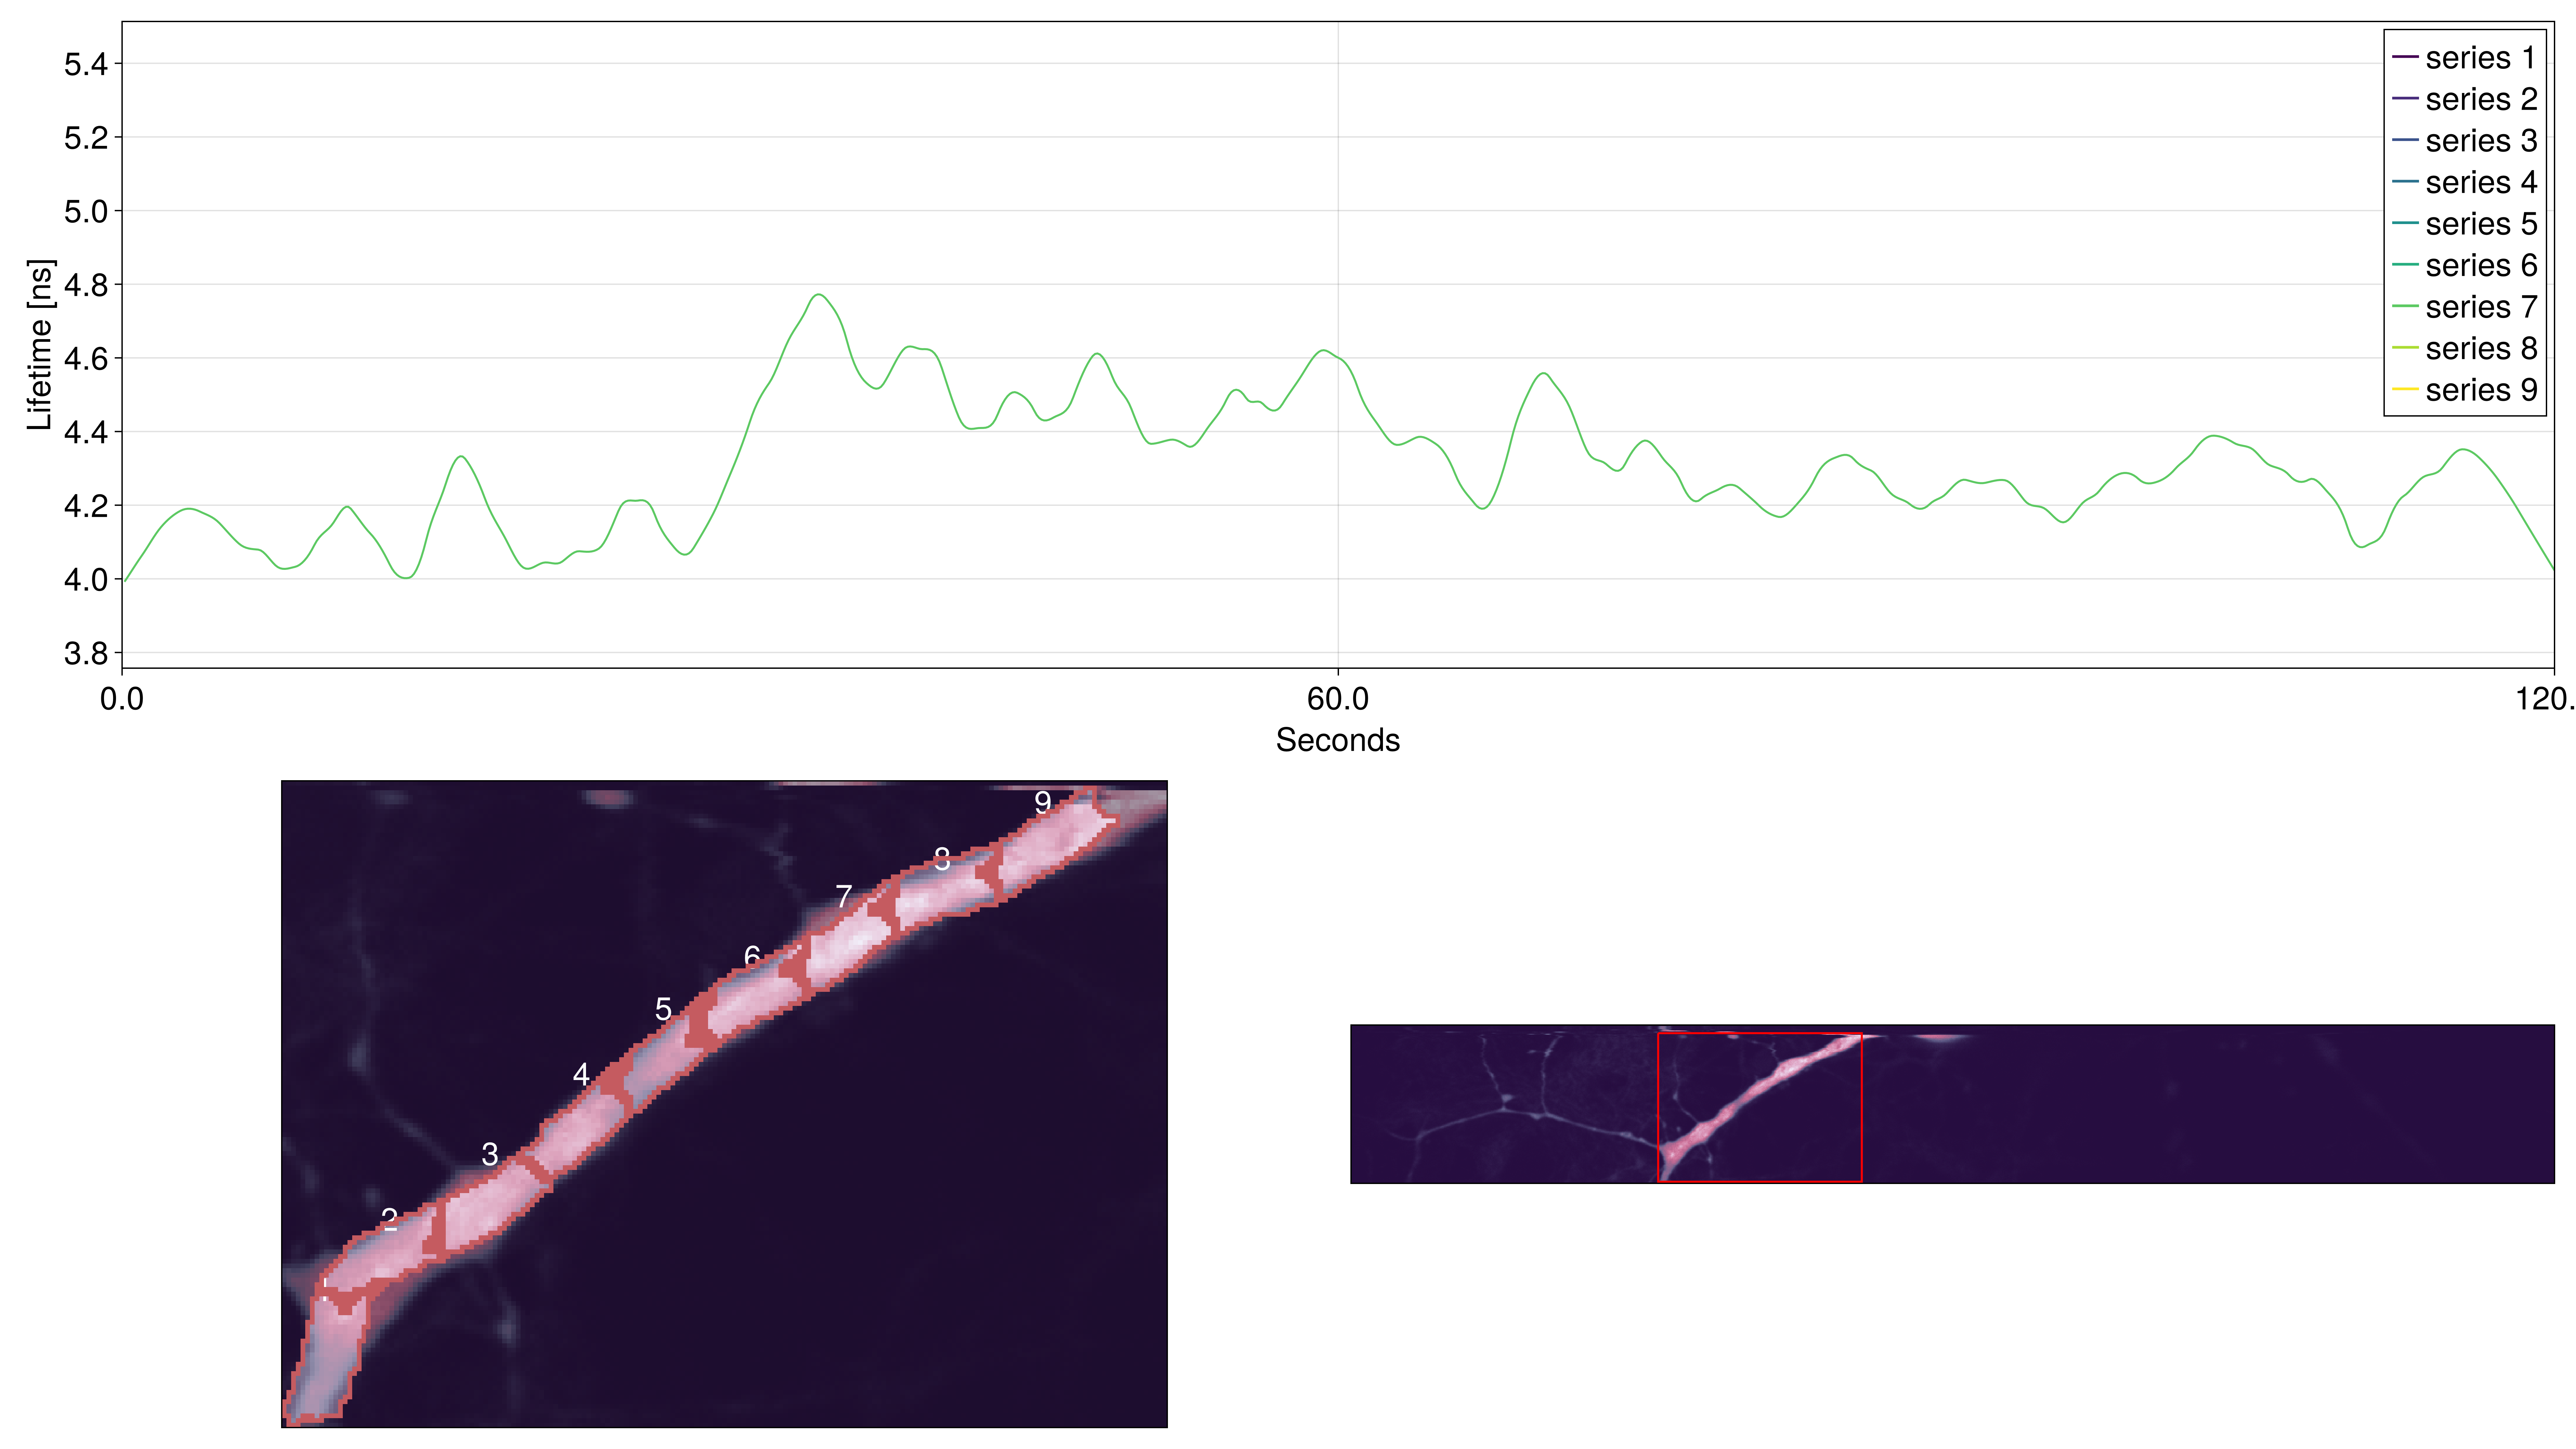 5.4
5.2
5.0
4.8
4.6
4.4
4.2
4.0
3.8
Lifetime [ns]
series 1
series 2
series 3
series 4
series 5
series 6
series 7
series 8
series 9
0.0
60.0
120.
Seconds
9
8
7
6
5
4
3
2